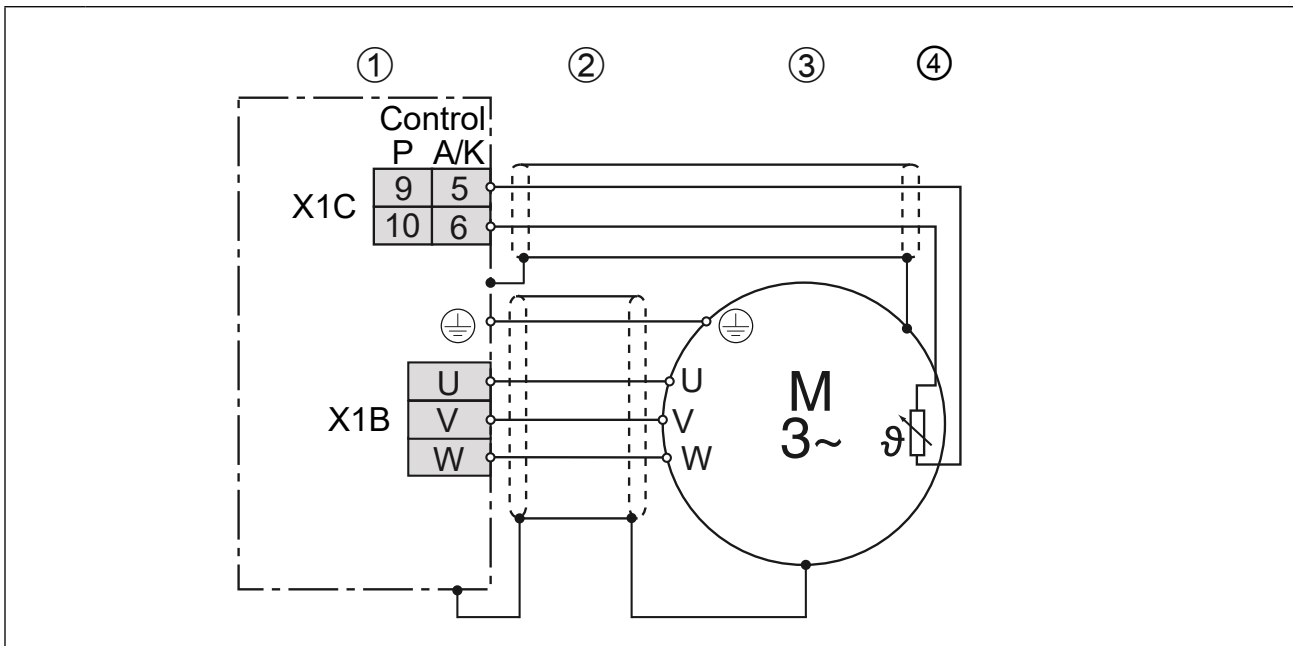 ① ② ③ ④
Control
P A/K
X1C 9 5
10 6
U U
X1B V V
W W
M
3~
ϑ